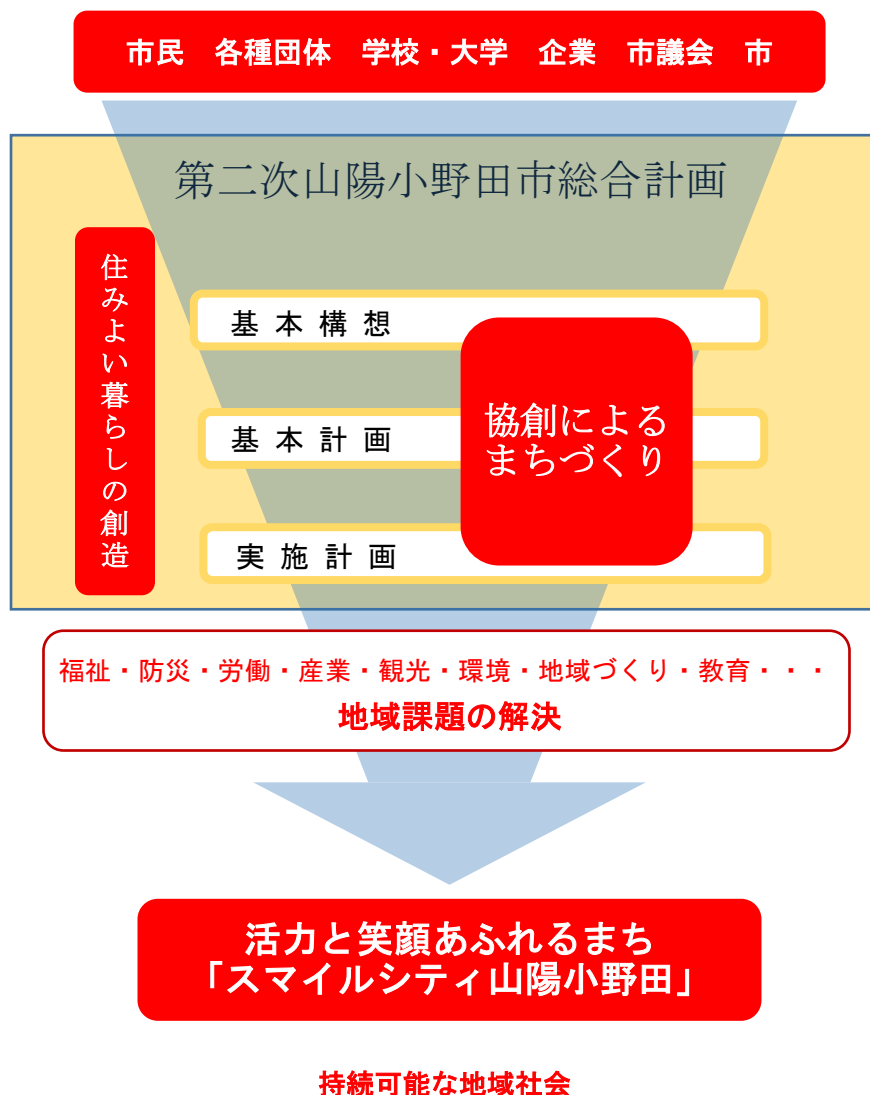 市民　各種団体　学校・大学　企業　市議会　市
第二次山陽小野田市総合計画
住みよい暮らしの創造
基本構想
基本計画
実施計画
協創による
まちづくり
福祉・防災・労働・産業・観光・環境・地域づくり・教育・・・
地域課題の解決
活力と笑顔あふれるまち
「スマイルシティ山陽小野田」
持続可能な地域社会